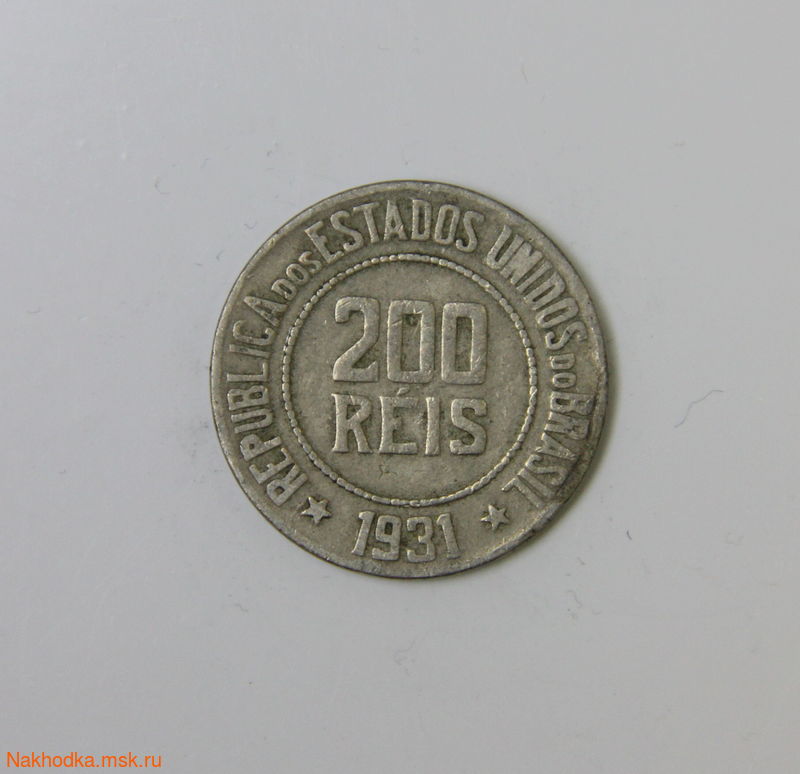 REPUBLICA DOS ESTADOS UNIDOS DO BRASIL
200
RÉIS
1931
Nakhodka.msk.ru